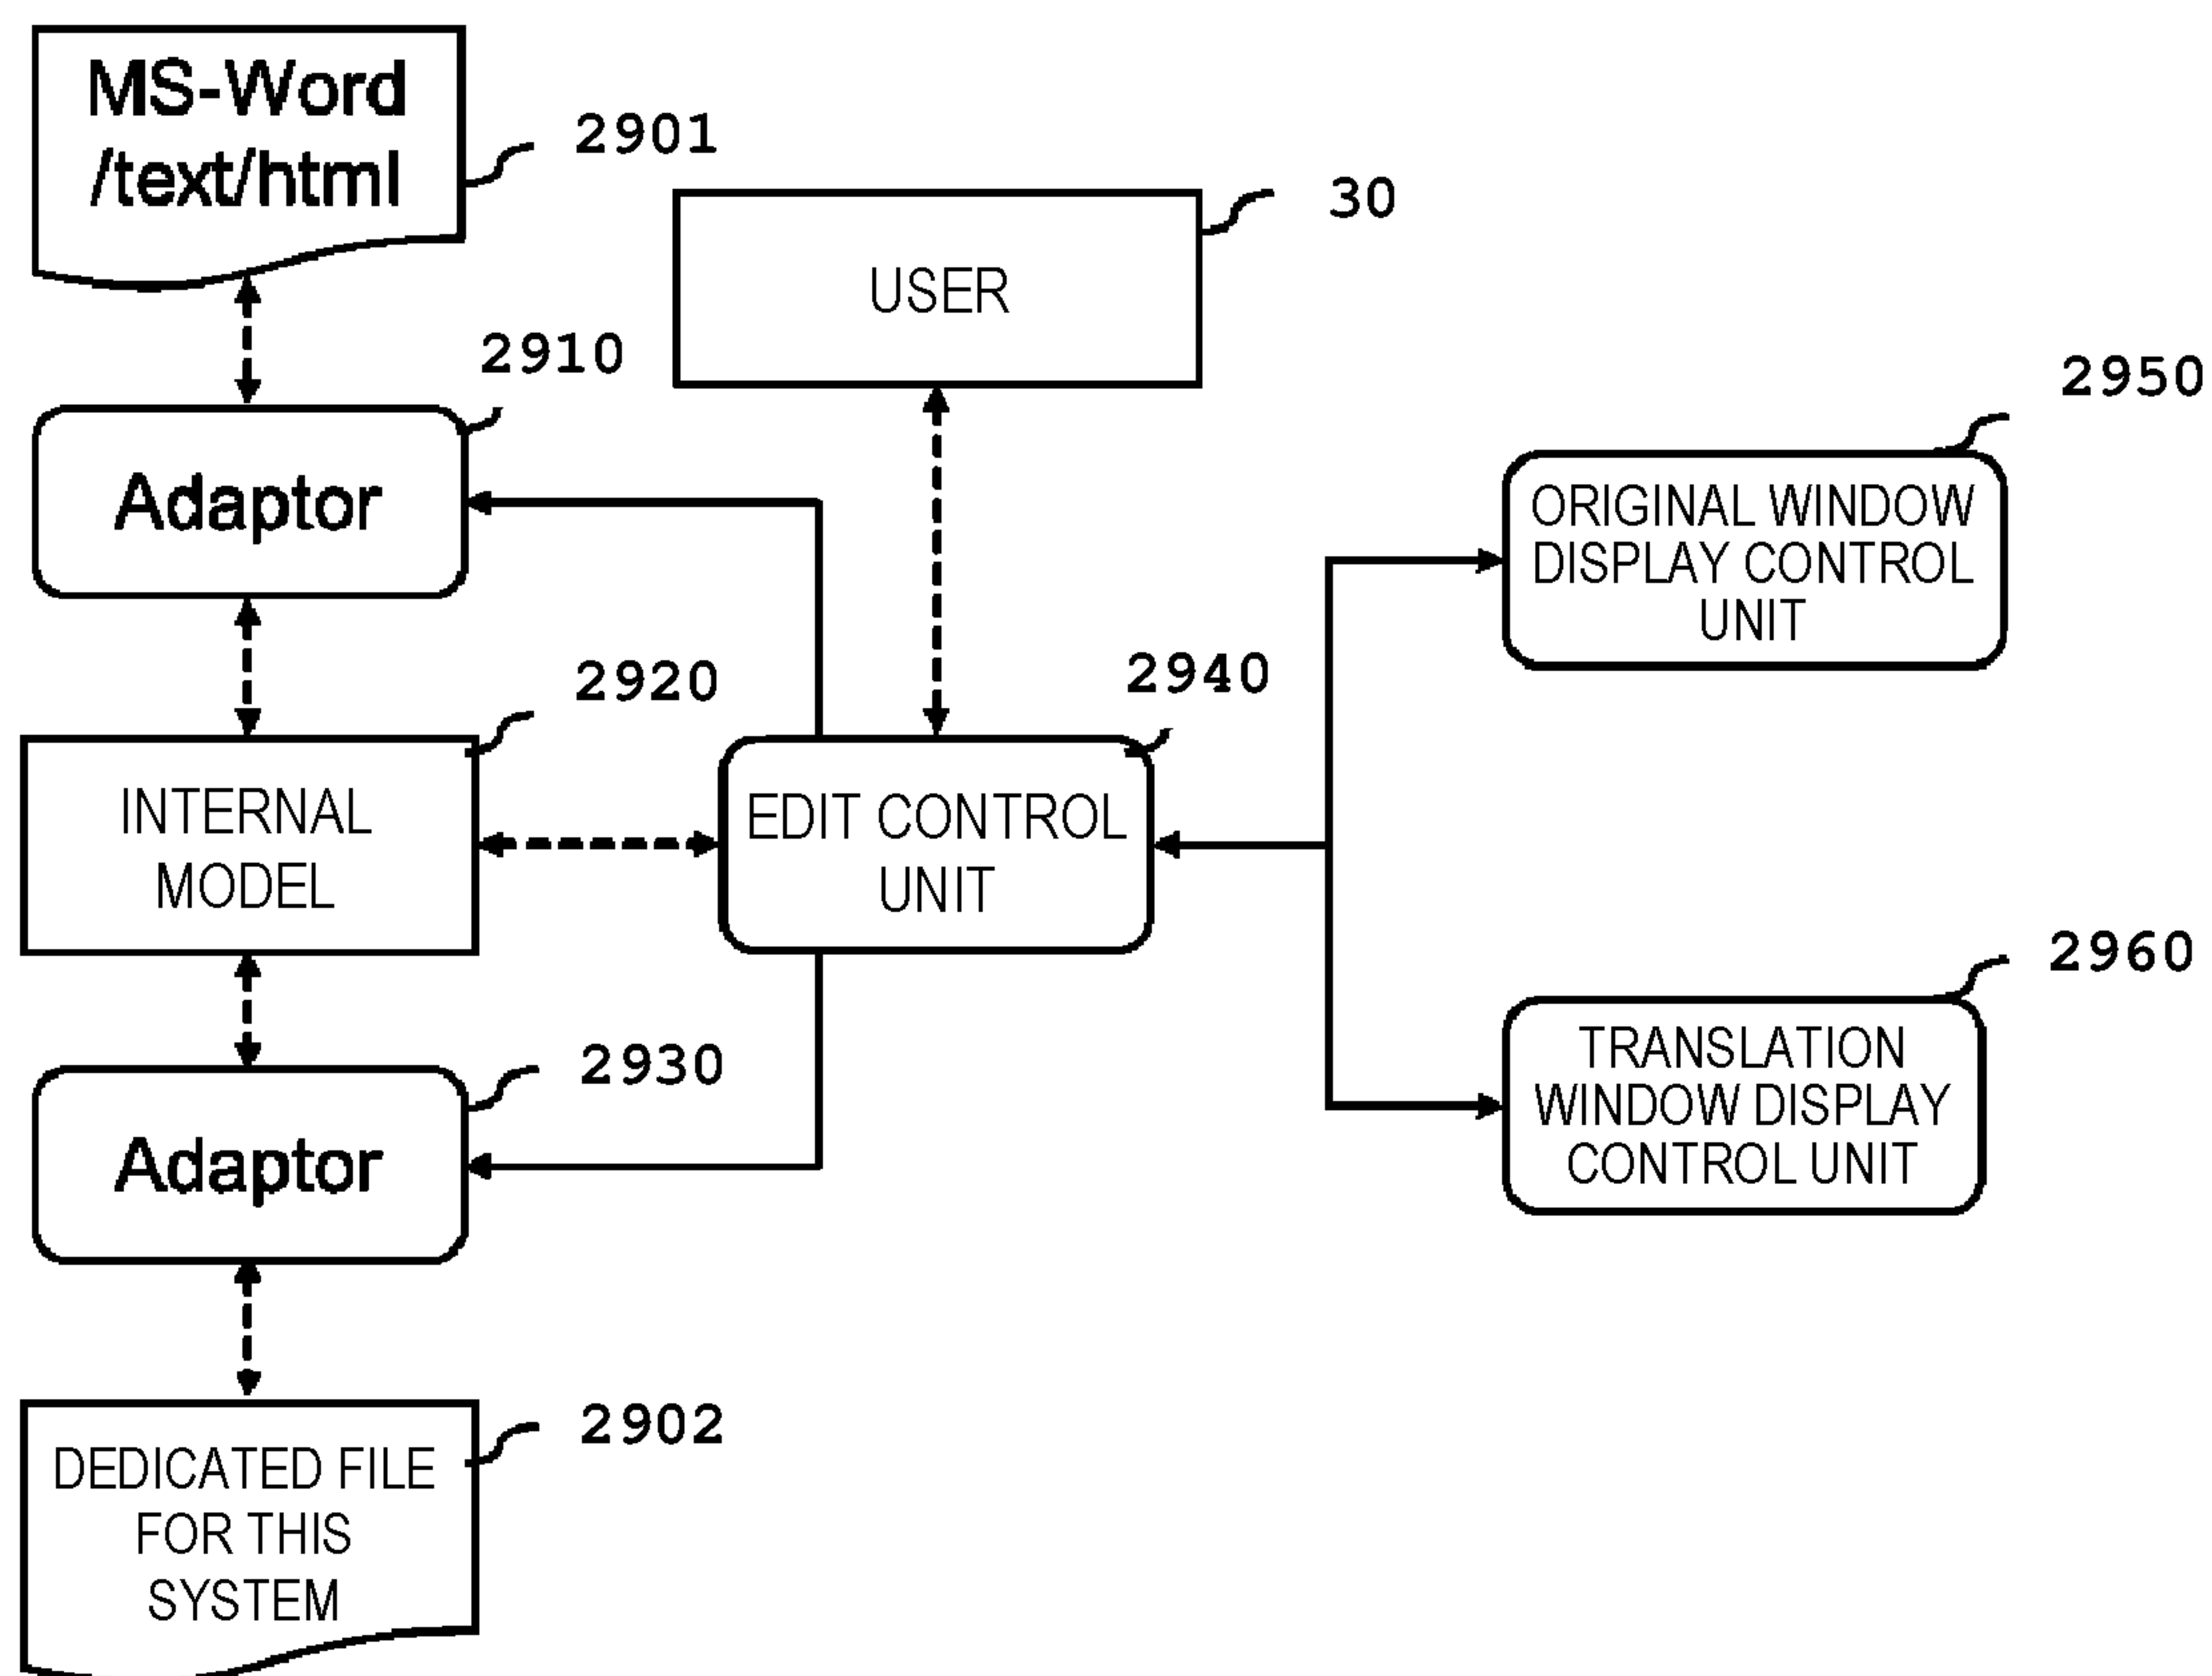 MS-Word
/text/html
2901
30
USER
2910
Adaptor
2950
ORIGINAL WINDOW
DISPLAY CONTROL
UNIT
2920
INTERNAL
MODEL
2940
EDIT CONTROL
UNIT
2960
TRANSLATION
WINDOW DISPLAY
CONTROL UNIT
2930
Adaptor
2902
DEDICATED FILE
FOR THIS
SYSTEM